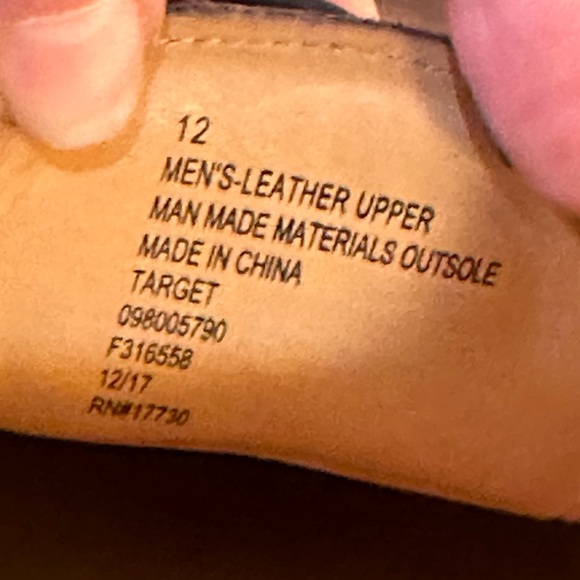 12
MEN'S-LEATHER UPPER
MAN MADE MATERIALS OUTSOLE
MADE IN CHINA
TARGET
098005790
F316558
12/17
RN#17730